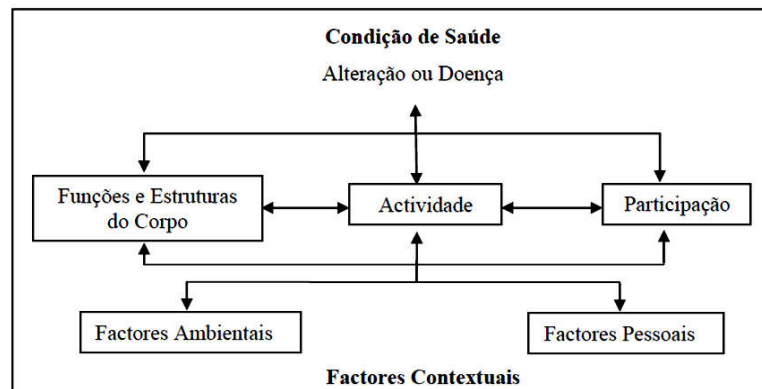 Condição de Saúde
Alteração ou Doença
Funções e Estruturas
do Corpo
Actividade
Participação
Factores Ambientais
Factores Pessoais
Factores Contextuais